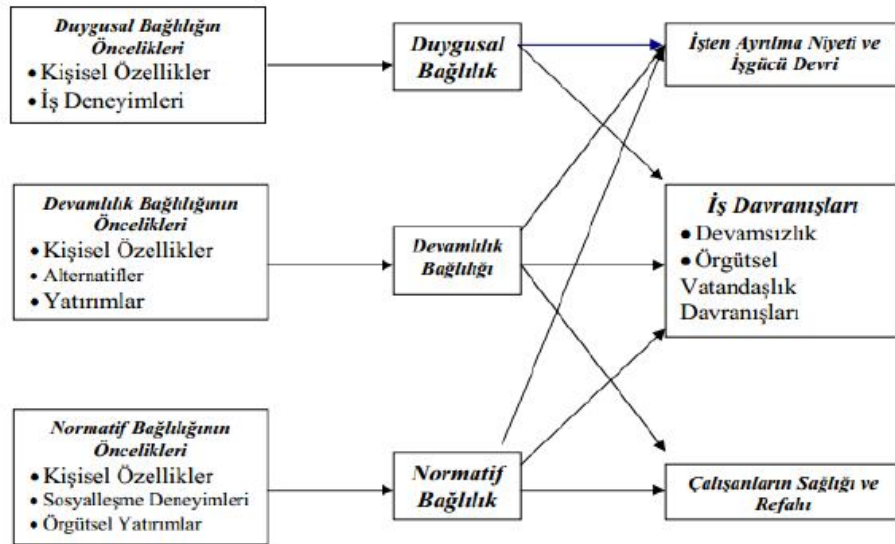 Duygusal Bağlılığın
Öncelikleri
• Kişisel Özellikler
• İş Deneyimleri
Duygusal
Bağlılık
İşten Ayrılma Niyeti ve
İşgücü Devri
Devamlılık Bağlılığının
Öncelikleri
• Kişisel Özellikler
• Alternatifler
• Yatırımlar
Devamlılık
Bağlılığı
İş Davranışları
• Devamsızlık
• Örgütsel
Vatandaşlık
Davranışları
Normatif Bağlılığının
Öncelikleri
• Kişisel Özellikler
• Sosyalleşme Deneyimleri
• Örgütsel Yatırımlar
Normatif
Bağlılık
Çalışanların Sağlığı ve
Refahı